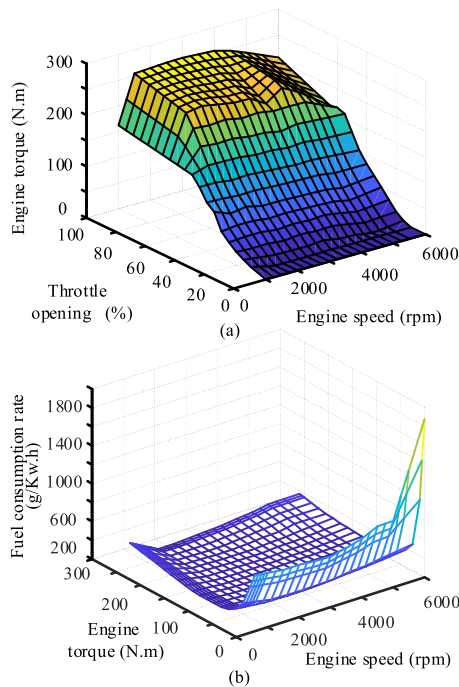 300
200
100
0
Engine torque (N.m)
100
80
60
40
20
0
0
2000
4000
6000
Throttle
opening (%)
Engine speed (rpm)
(a)
1800
1400
1000
600
200
Fuel consumption rate
(g/Kw.h)
300
200
100
0
0
2000
4000
6000
Engine
torque (N.m)
Engine speed (rpm)
(b)